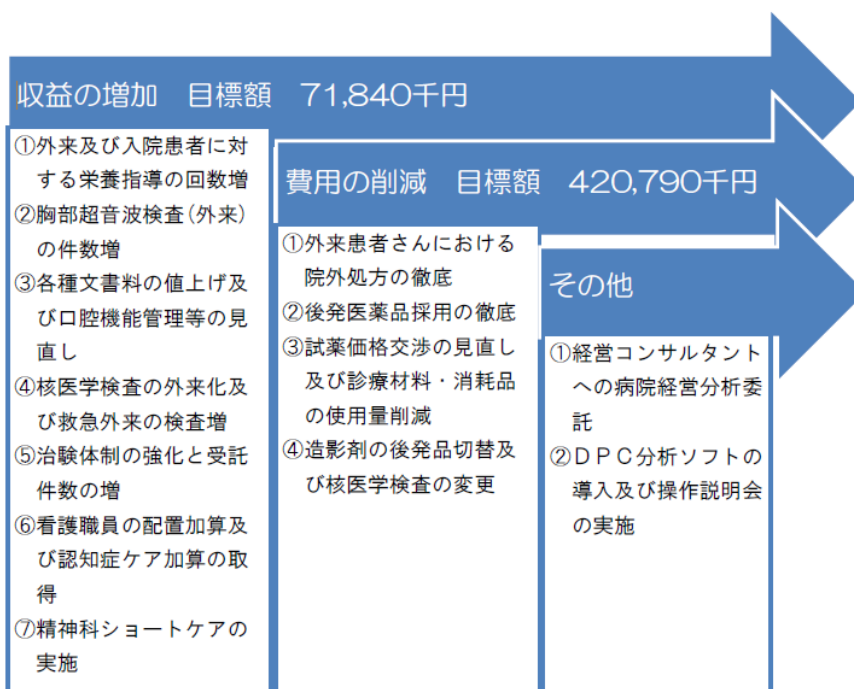 収益の増加　目標額　71,840千円
①外来及び入院患者に対
する栄養指導の回数増
②胸部超音波検査(外来)
の件数増
③各種文書料の値上げ及
び口腔機能管理等の見
直し
④核医学検査の外来化及
び救急外来の検査増
⑤治験体制の強化と受託
件数の増
⑥看護職員の配置加算及
び認知症ケア加算の取
得
⑦精神科ショートケアの
実施
費用の削減　目標額　420,790千円
①外来患者さんにおける
院外処方の徹底
②後発医薬品採用の徹底
③試薬価格交渉の見直し
及び診療材料・消耗品
の使用量削減
④造影剤の後発品切替及
び核医学検査の変更
その他
①経営コンサルタント
への病院経営分析委
託
②ＤＰＣ分析ソフトの
導入及び操作説明会
の実施